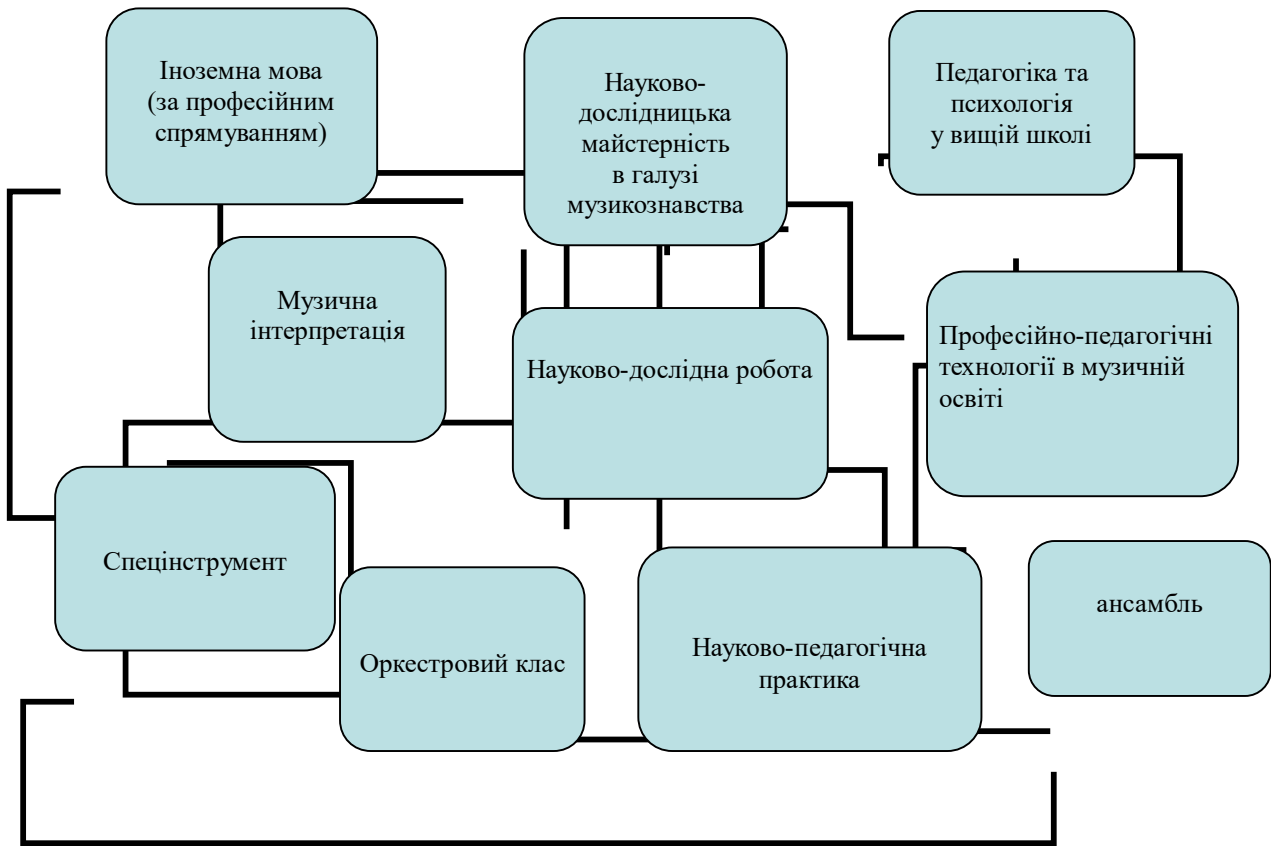 Іноземна мова
(за професійним
спрямуванням)
Науково-
дослідницька
майстерність
в галузі
музикознавства
Педагогіка та
психологія
у вищій школі
Музична
інтерпретація
Науково-дослідна робота
Професійно-педагогічні
технології в музичній
освіті
Спецінструмент
Оркестровий клас
Науково-педагогічна
практика
ансамбль